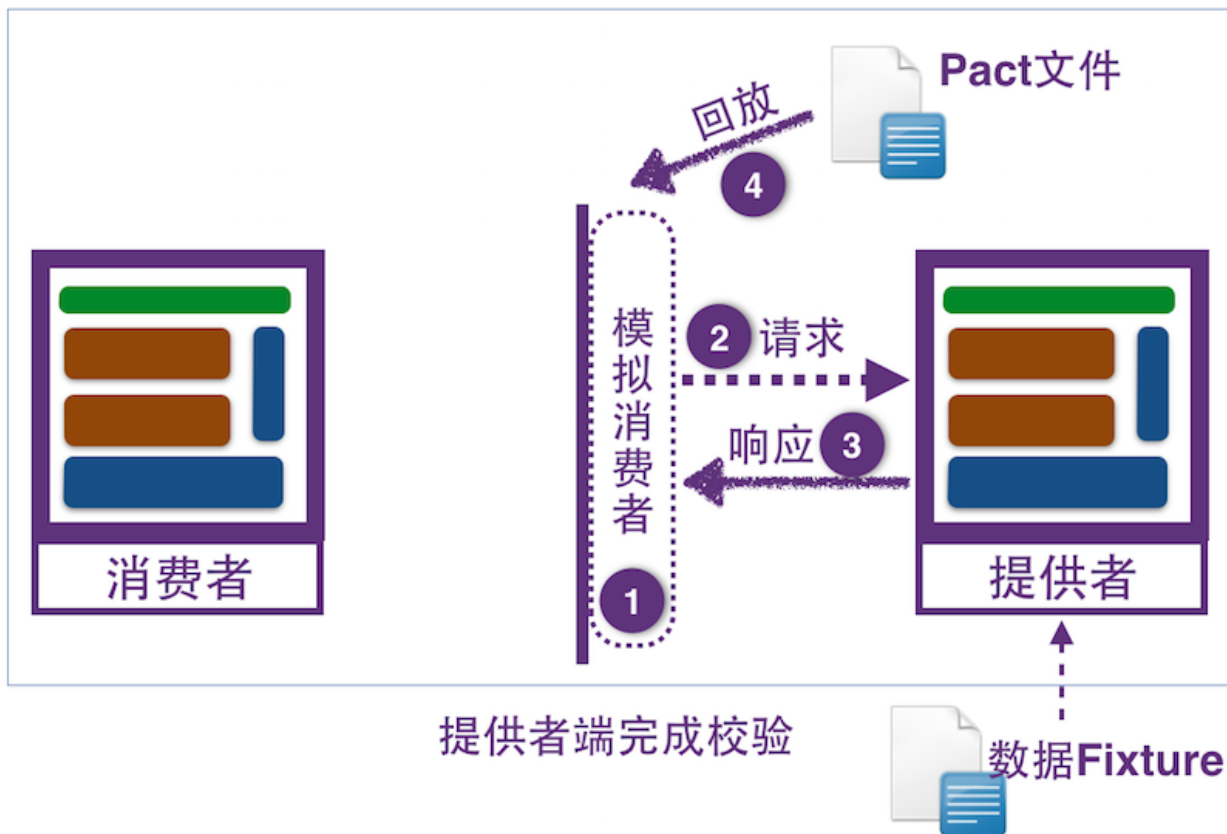 Pact文件
回放
4
2 请求
模拟消费者
响应 3
1
消费者
提供者
提供者端完成校验
数据Fixture